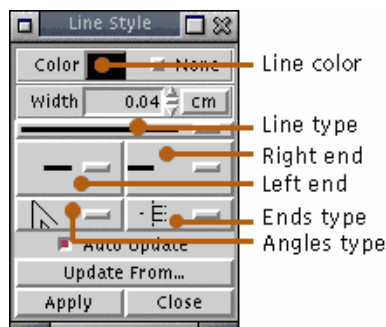 Line Style
Color None Line color
Width 0.04 cm
Line type
Right end
Left end
Ends type
Auto Update Angles type
Update From...
Apply Close